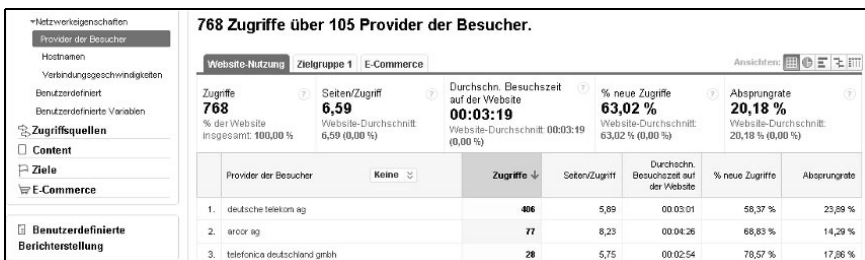 Netzwerkeigenschaften
Provider der Besucher
Hostnamen
Verbindungsgeschwindigkeiten
Benutzerdefiniert
Benutzerdefinierte Variablen
Zugriffsquellen
Content
Ziele
E-Commerce
Benutzerdefinierte
Berichterstellung
768 Zugriffe über 105 Provider der Besucher.
Website-Nutzung Zielgruppe 1 E-Commerce Ansichten:
Zugriffe ?
768
% der Website
insgesamt: 100,00 %
Seiten/Zugriff ?
6,59
Website-Durchschnitt:
6,59 (0,00 %)
Durchschn. Besuchszeit ?
auf der Website
00:03:19
Website-Durchschnitt: 00:03:19
(0,00 %)
% neue Zugriffe ?
63,02 %
Website-Durchschnitt:
63,02 % (0,00 %)
Absprungrate ?
20,18 %
Website-Durchschnitt:
20,18 % (0,00 %)
Provider der Besucher Keine Zugriffe Seiten/Zugriff Durchschn. Besuchszeit auf der Website % neue Zugriffe Absprungrate
1. deutsche telekom ag 406 5,89 00:03:01 58,37 % 23,89 %
2. arcor ag 77 8,23 00:04:26 68,83 % 14,29 %
3. telefonica deutschland gmbh 28 5,75 00:02:54 78,57 % 17,86 %